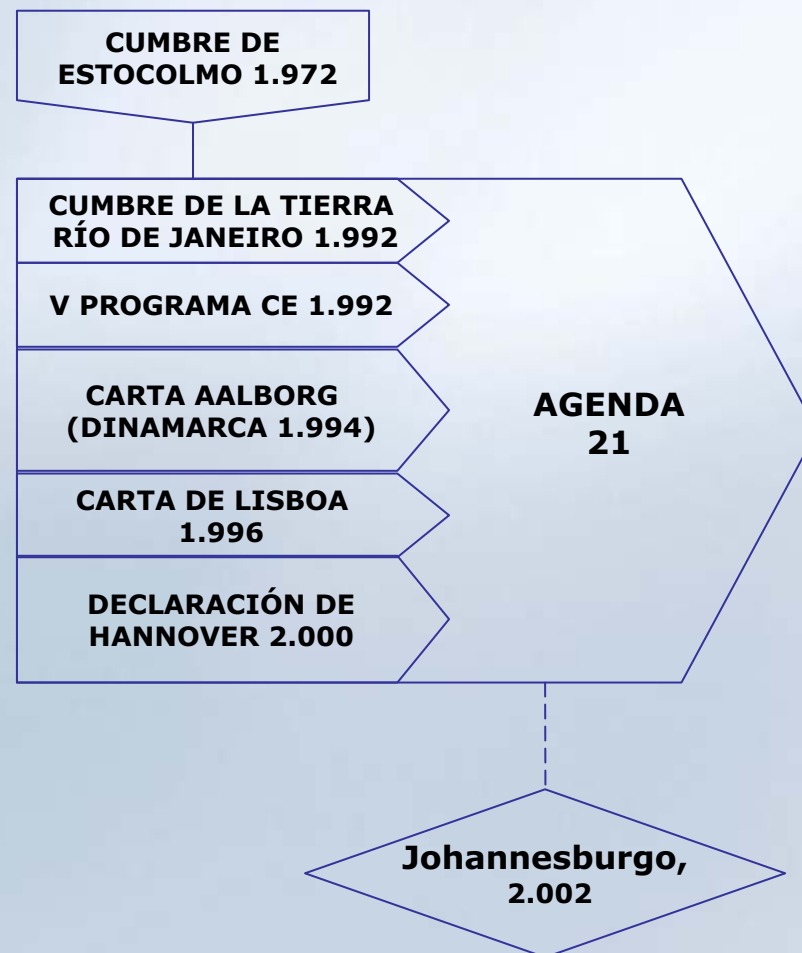 CUMBRE DE
ESTOCOLMO 1.972
CUMBRE DE LA TIERRA
RÍO DE JANEIRO 1.992
V PROGRAMA CE 1.992
CARTA AALBORG
(DINAMARCA 1.994)
CARTA DE LISBOA
1.996
DECLARACIÓN DE
HANNOVER 2.000
AGENDA
21
Johannesburgo,
2.002